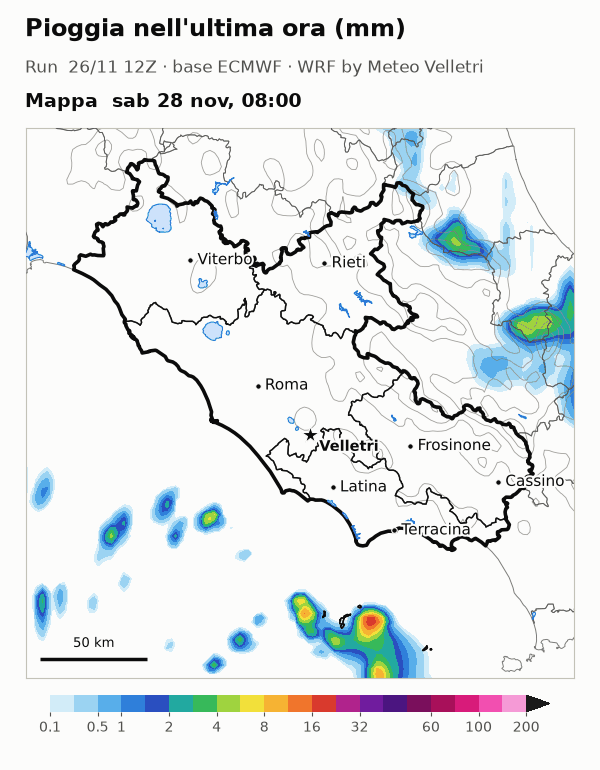 Pioggia nell'ultima ora (mm)
Run  26/11 12Z · base ECMWF · WRF by Meteo Velletri
Mappa  sab 28 nov, 08:00
Viterbo
Rieti
Roma
Velletri
Frosinone
Latina
Cassino
Terracina
50 km
0.1 0.5 1 2 4 8 16 32 60 100 200